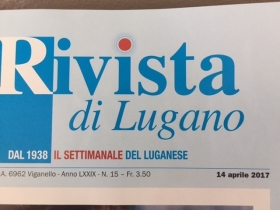 Rivista
di Lugano
DAL 1938 IL SETTIMANALE DEL LUGANESE
.A. 6962 Viganello - Anno LXXIX - N. 15 – Fr. 3.50 14 aprile 2017